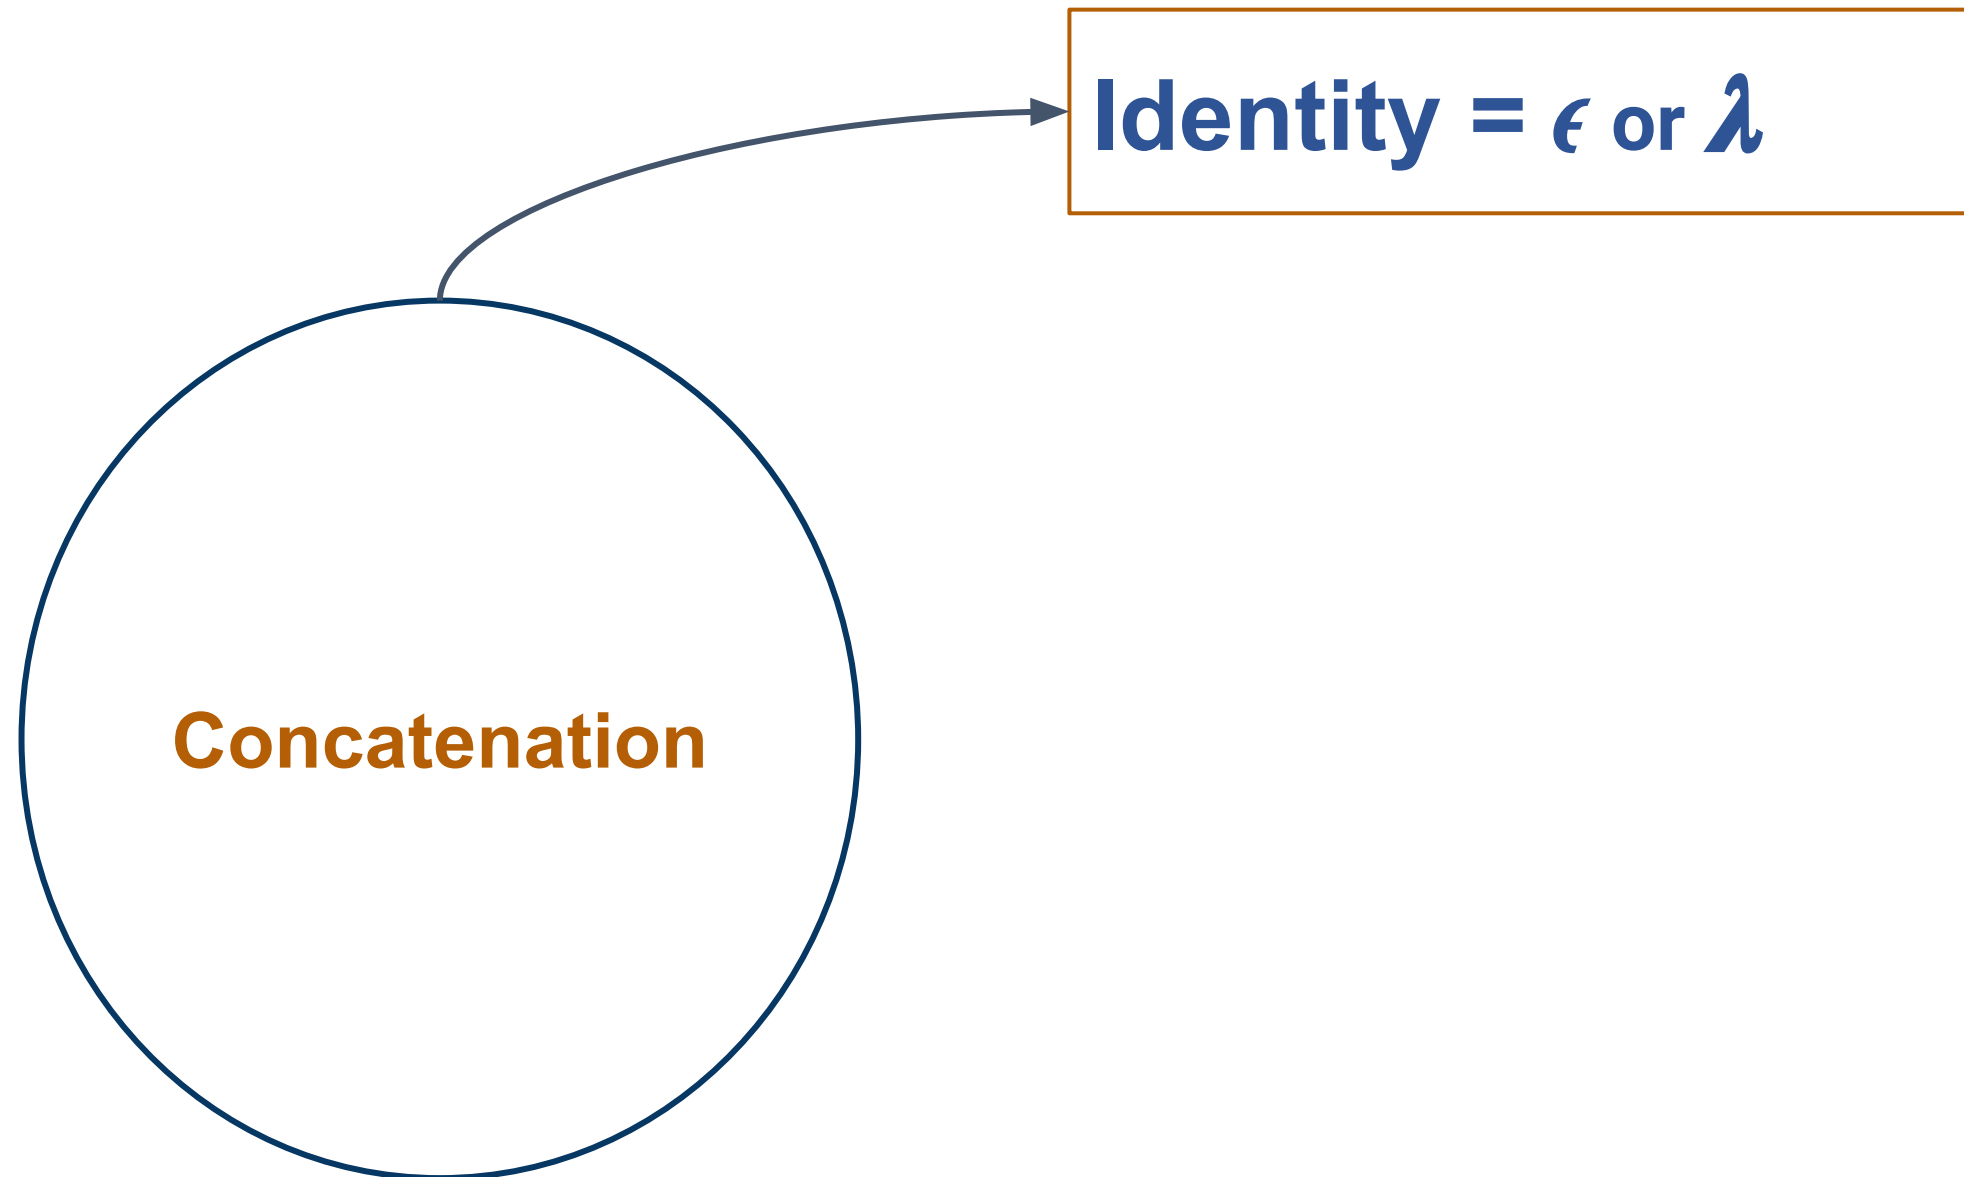 Identity = ϵ or λ
Concatenation